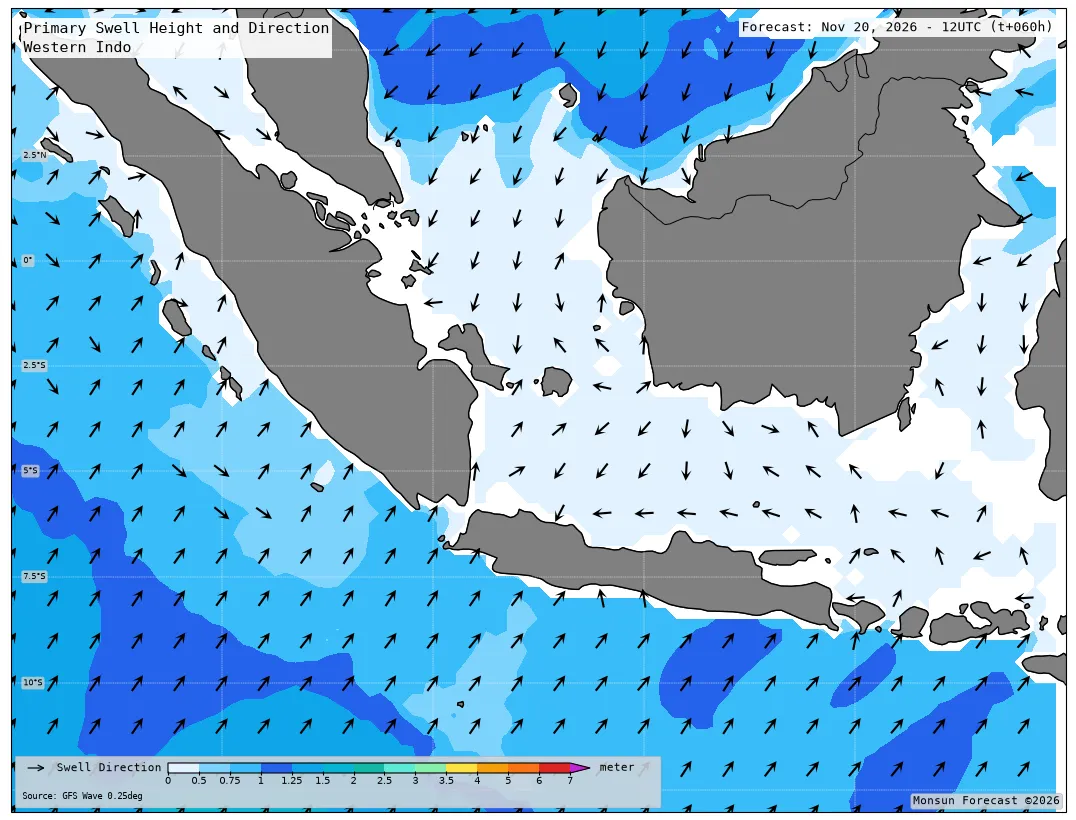 Primary Swell Height and Direction
Western Indo
Forecast: Nov 20, 2026 - 12UTC (t+060h)
2.5°N
0°
2.5°S
5°S
7.5°S
10°S
Swell Direction
0 0.5 0.75 1 1.25 1.5 2 2.5 3 3.5 4 5 6 7
meter
Source: GFS Wave 0.25deg
Monsun Forecast ©2026